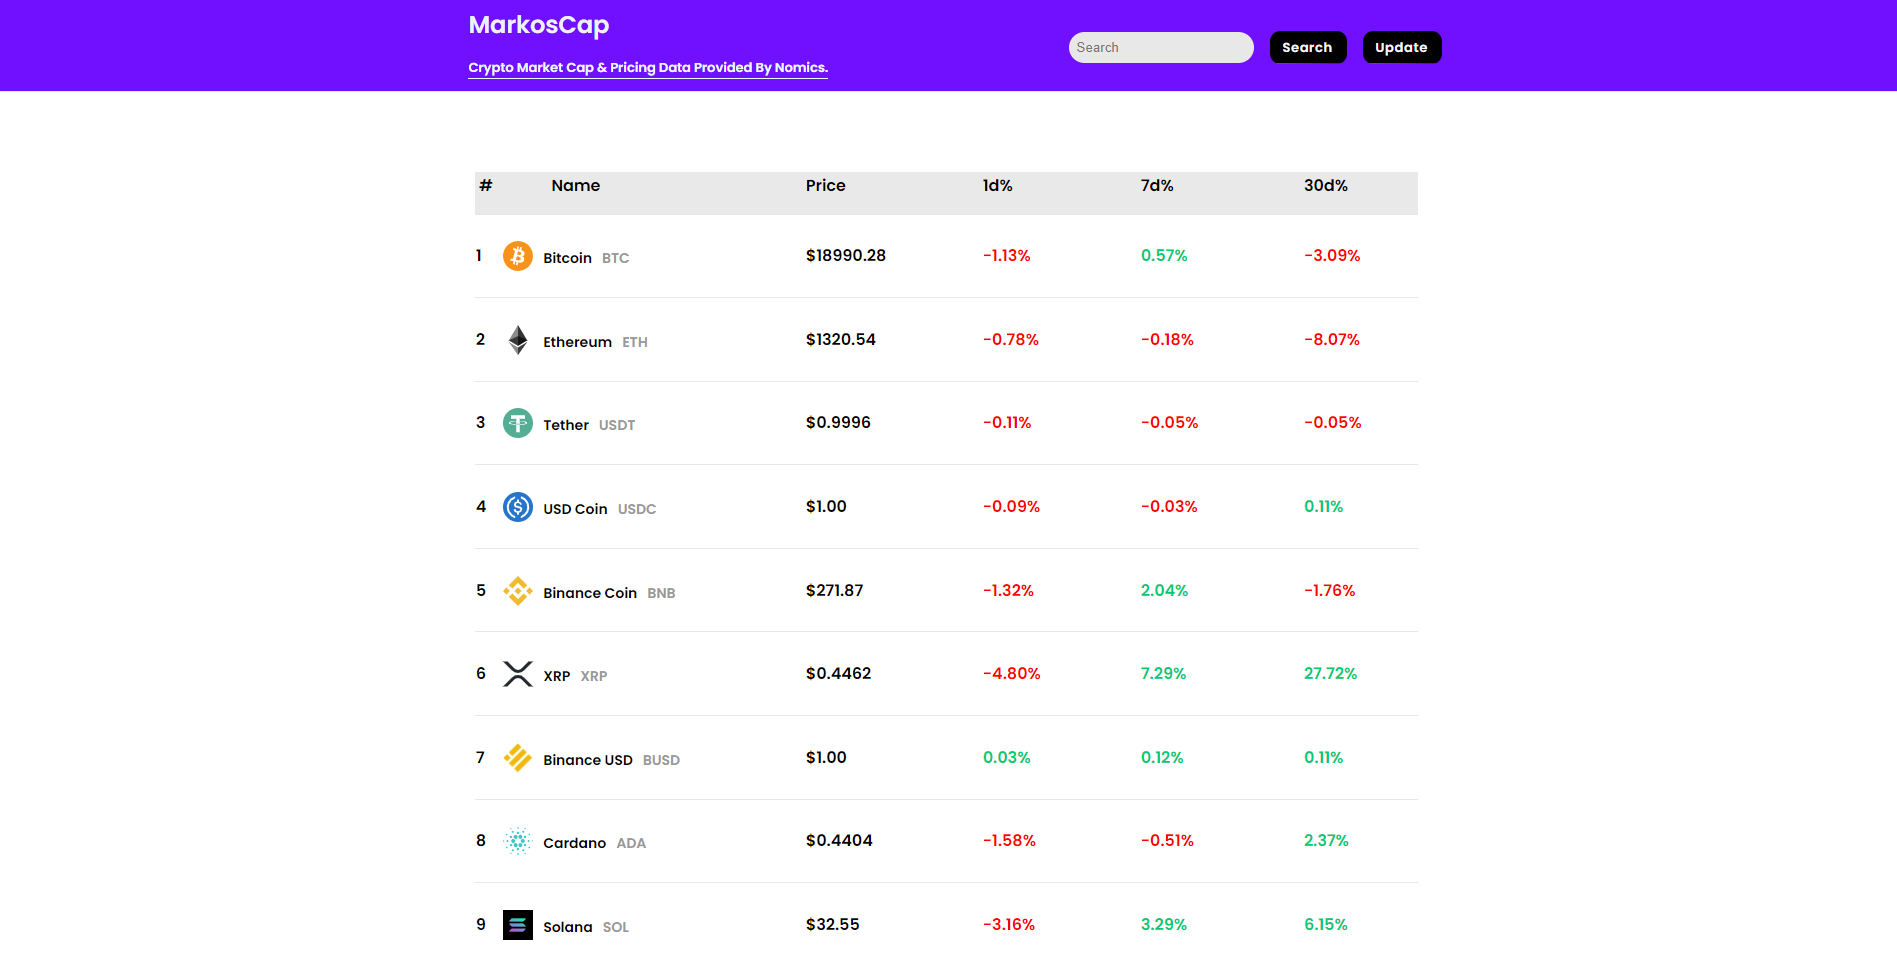 MarkosCap
Crypto Market Cap & Pricing Data Provided By Nomics.
Search Search Update
# Name Price 1d% 7d% 30d%
1 Bitcoin BTC $18990.28 -1.13% 0.57% -3.09%
2 Ethereum ETH $1320.54 -0.78% -0.18% -8.07%
3 Tether USDT $0.9996 -0.11% -0.05% -0.05%
4 USD Coin USDC $1.00 -0.09% -0.03% 0.11%
5 Binance Coin BNB $271.87 -1.32% 2.04% -1.76%
6 XRP XRP $0.4462 -4.80% 7.29% 27.72%
7 Binance USD BUSD $1.00 0.03% 0.12% 0.11%
8 Cardano ADA $0.4404 -1.58% -0.51% 2.37%
9 Solana SOL $32.55 -3.16% 3.29% 6.15%